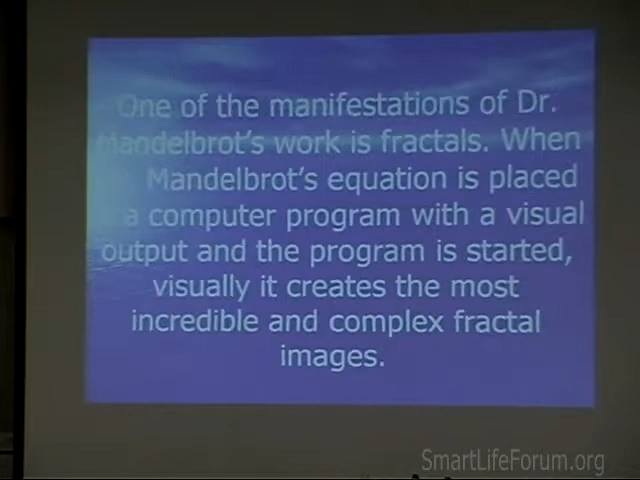 One of the manifestations of Dr.
Mandelbrot's work is fractals. When
Mandelbrot's equation is placed
a computer program with a visual
output and the program is started,
visually it creates the most
incredible and complex fractal
images.
SmartLifeForum.org